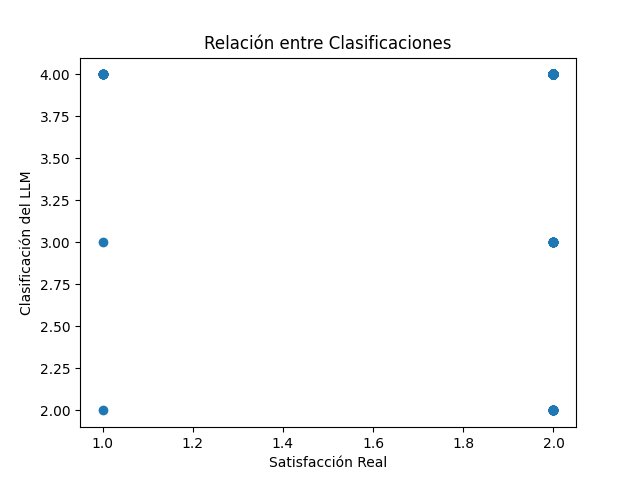 Relación entre Clasificaciones
4.00
3.75
3.50
3.25
3.00
2.75
2.50
2.25
2.00
Clasificación del LLM
1.0 1.2 1.4 1.6 1.8 2.0
Satisfacción Real